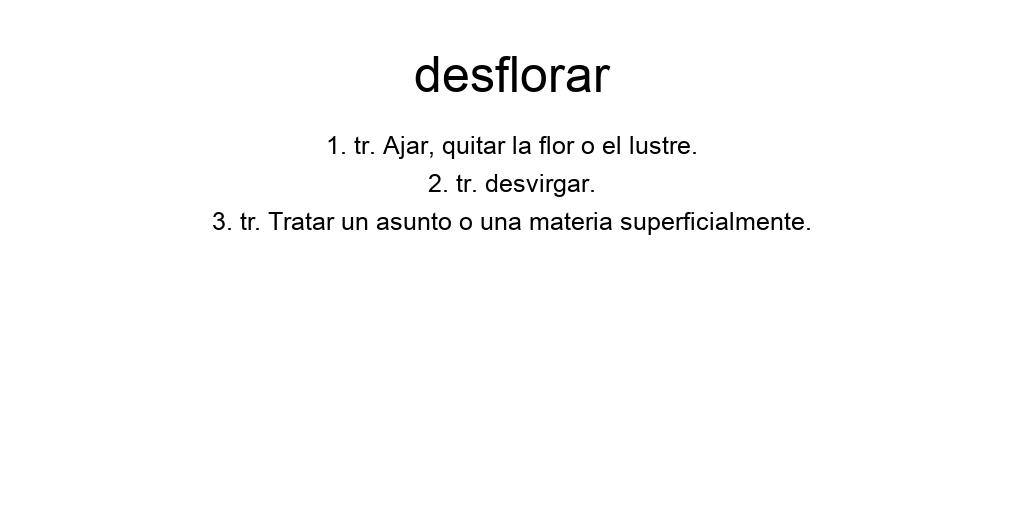 desflorar
1. tr. Ajar, quitar la flor o el lustre.
2. tr. desvirgar.
3. tr. Tratar un asunto o una materia superficialmente.